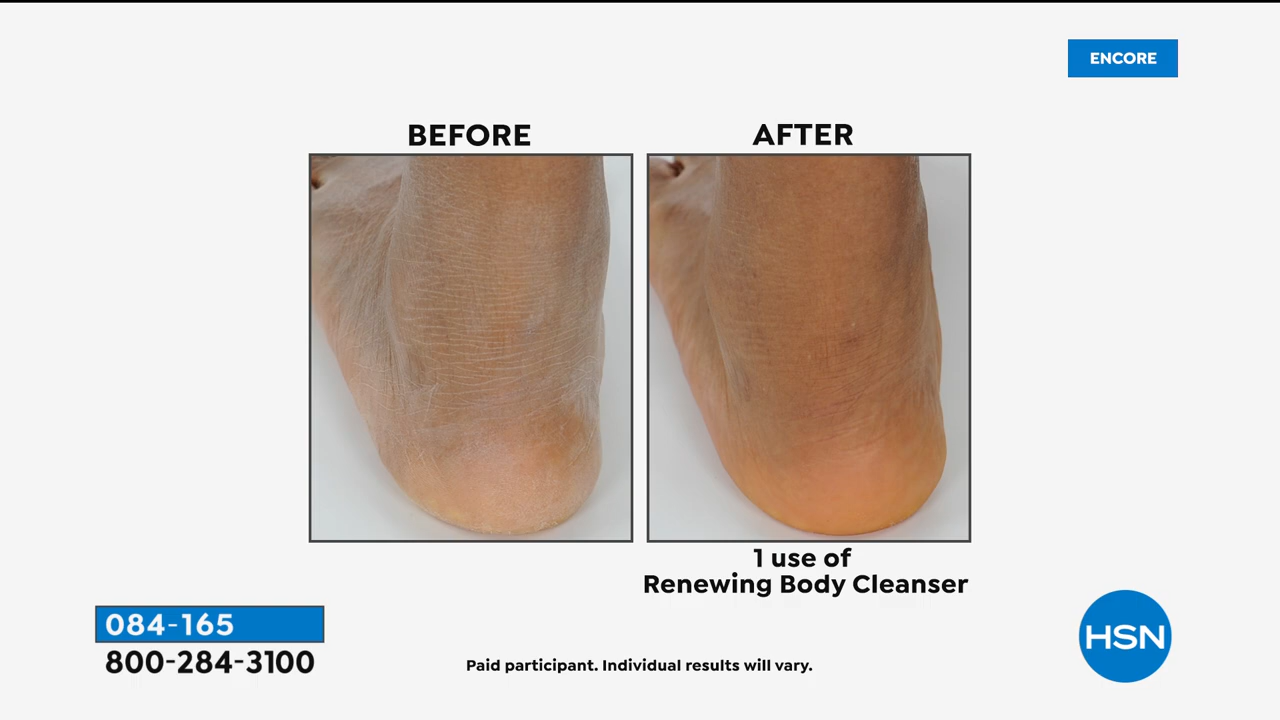 ENCORE
BEFORE
AFTER
1 use of
Renewing Body Cleanser
084-165
800-284-3100
Paid participant. Individual results will vary.
HSN